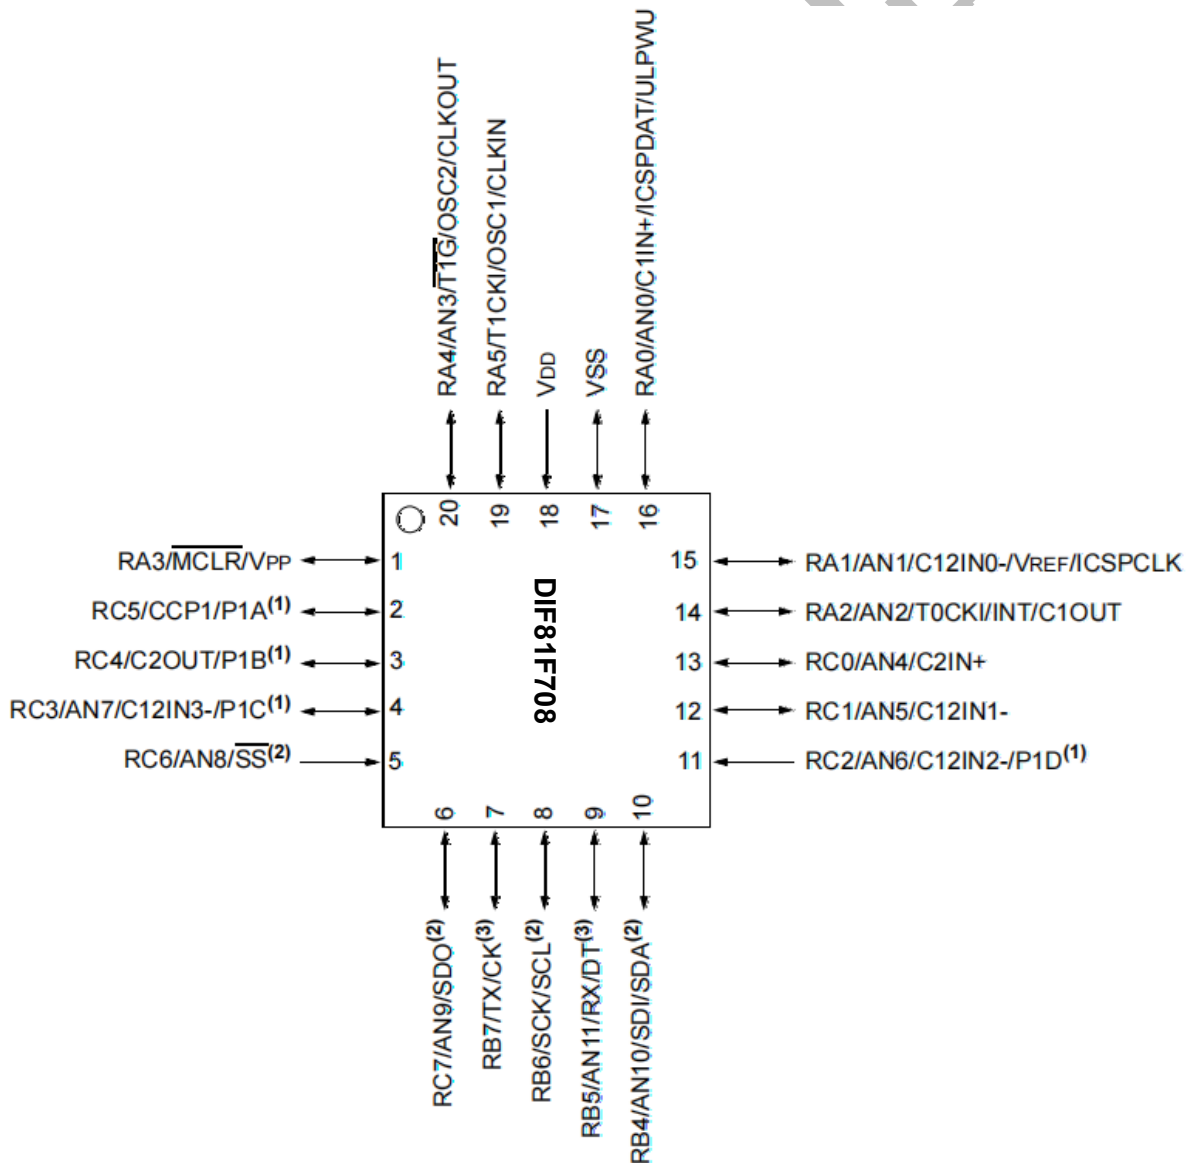 RA4/AN3/T1G/OSC2/CLKOUT
RA5/T1CKI/OSC1/CLKIN
VDD
VSS
RA0/AN0/C1IN+/ICSPDAT/ULPWU
20
19
18
17
16
RA3/MCLR/VPP
1
RC5/CCP1/P1A(1)
2
RC4/C2OUT/P1B(1)
3
RC3/AN7/C12IN3-/P1C(1)
4
RC6/AN8/SS(2)
5
DIF81F708
15
RA1/AN1/C12IN0-/VREF/ICSPCLK
14
RA2/AN2/T0CKI/INT/C1OUT
13
RC0/AN4/C2IN+
12
RC1/AN5/C12IN1-
11
RC2/AN6/C12IN2-/P1D(1)
6
7
8
9
10
RC7/AN9/SDO(2)
RB7/TX/CK(3)
RB6/SCK/SCL(2)
RB5/AN11/RX/DT(3)
RB4/AN10/SDI/SDA(2)